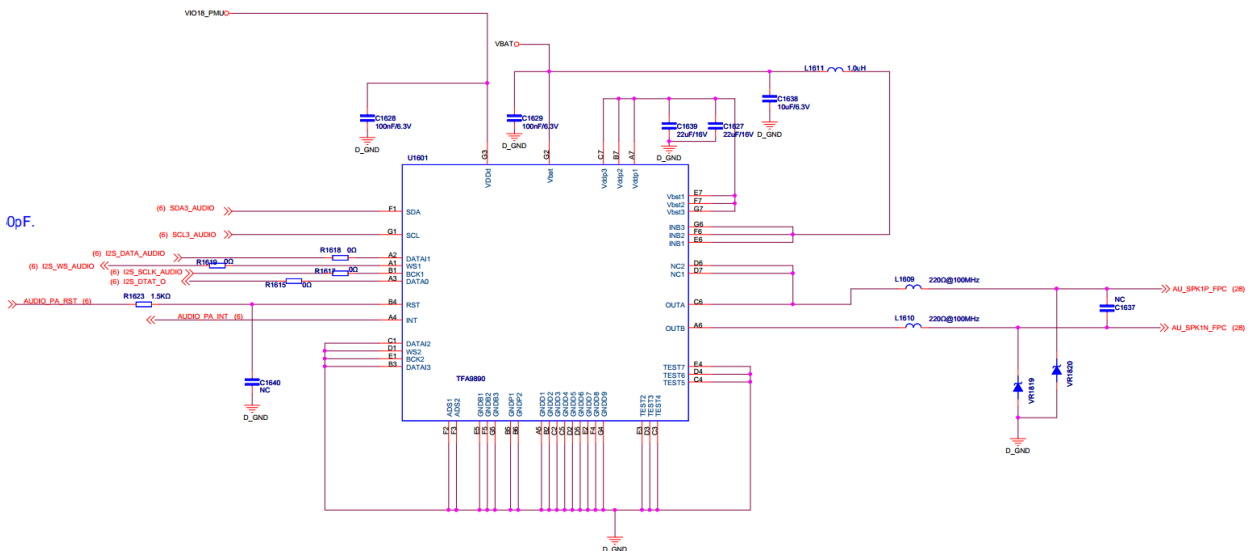 VIO18_PMU
VBAT
L1611 1.0uH
C1628
100nF/6.3V
D_GND
C1629
100nF/6.3V
D_GND
C1638
10uF/6.3V
D_GND
C1639
22uF/16V
C1627
22uF/16V
D_GND
U1601
G3
VDDd
G2
Vbat
C7
Vddp3
B7
Vddp2
A7
Vddp1
0pF.
(6) SDA3_AUDIO
F1 SDA
(6) SCL3_AUDIO
G1 SCL
(6) I2S_DATA_AUDIO
R1618 0Ω
A2 DATAI1
(6) I2S_WS_AUDIO
R1619 0Ω
A1 WS1
(6) I2S_SCLK_AUDIO
R1617 0Ω
B1 BCK1
(6) I2S_DTAT_O
R1615 0Ω
A3 DATAO
AUDIO_PA_RST (6)
R1623 1.5KΩ
B4 RST
AUDIO_PA_INT (6)
A4 INT
C1 DATAI2
D1 WS2
E1 BCK2
B3 DATAI3
C1640
NC
D_GND
TFA9890
Vbst1 E7
Vbst2 F7
Vbst3 G7
INB3 G6
INB2 F6
INB1 E6
NC2 D6
NC1 D7
OUTA C6
OUTB A6
TEST7 E4
TEST6 D4
TEST5 C4
L1609 220Ω@100MHz
AU_SPK1P_FPC (28)
NC
C1637
L1610 220Ω@100MHz
AU_SPK1N_FPC (28)
VR1819
VR1820
D_GND
ADS1
ADS2
GNDB1
GNDB2
GNDB3
GNDP1
GNDP2
GNDD1
GNDD2
GNDD3
GNDD4
GNDD5
GNDD6
GNDD7
GNDD8
GNDD9
TEST2
TEST3
TEST4
F2
F3
E5
F5
G5
B5
B6
A5
B2
C2
C5
D2
D5
E2
F4
G4
E3
D3
C3
D_GND